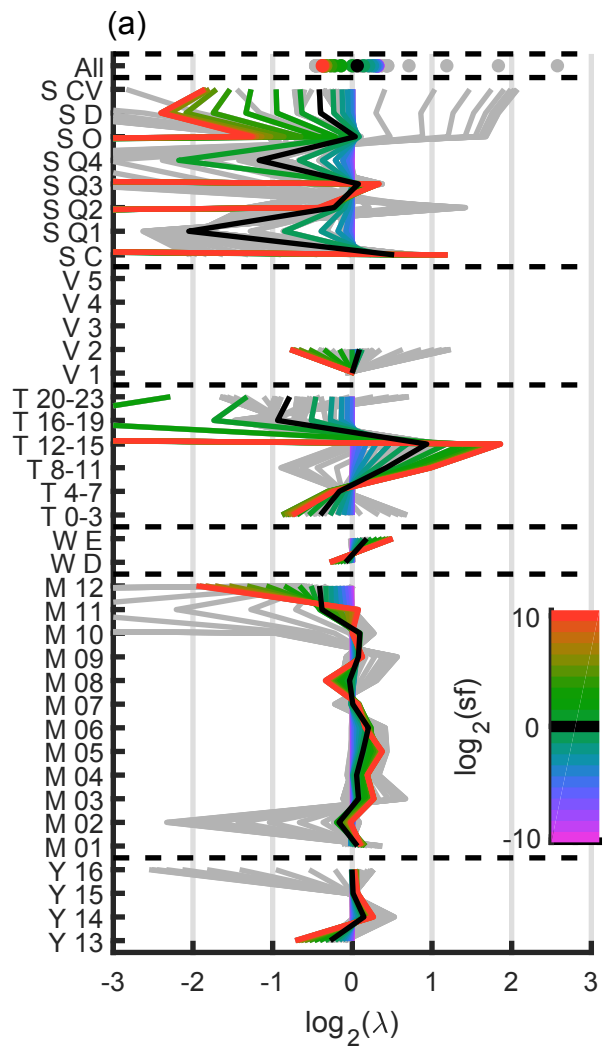 (a)
All
S CV
S D
S O
S Q4
S Q3
S Q2
S Q1
S C
V 5
V 4
V 3
V 2
V 1
T 20-23
T 16-19
T 12-15
T 8-11
T 4-7
T 0-3
W E
W D
M 12
M 11
M 10
M 09
M 08
M 07
M 06
M 05
M 04
M 03
M 02
M 01
Y 16
Y 15
Y 14
Y 13
-3 -2 -1 0 1 2 3
log₂(λ)
log₂(sf)
10
0
-10